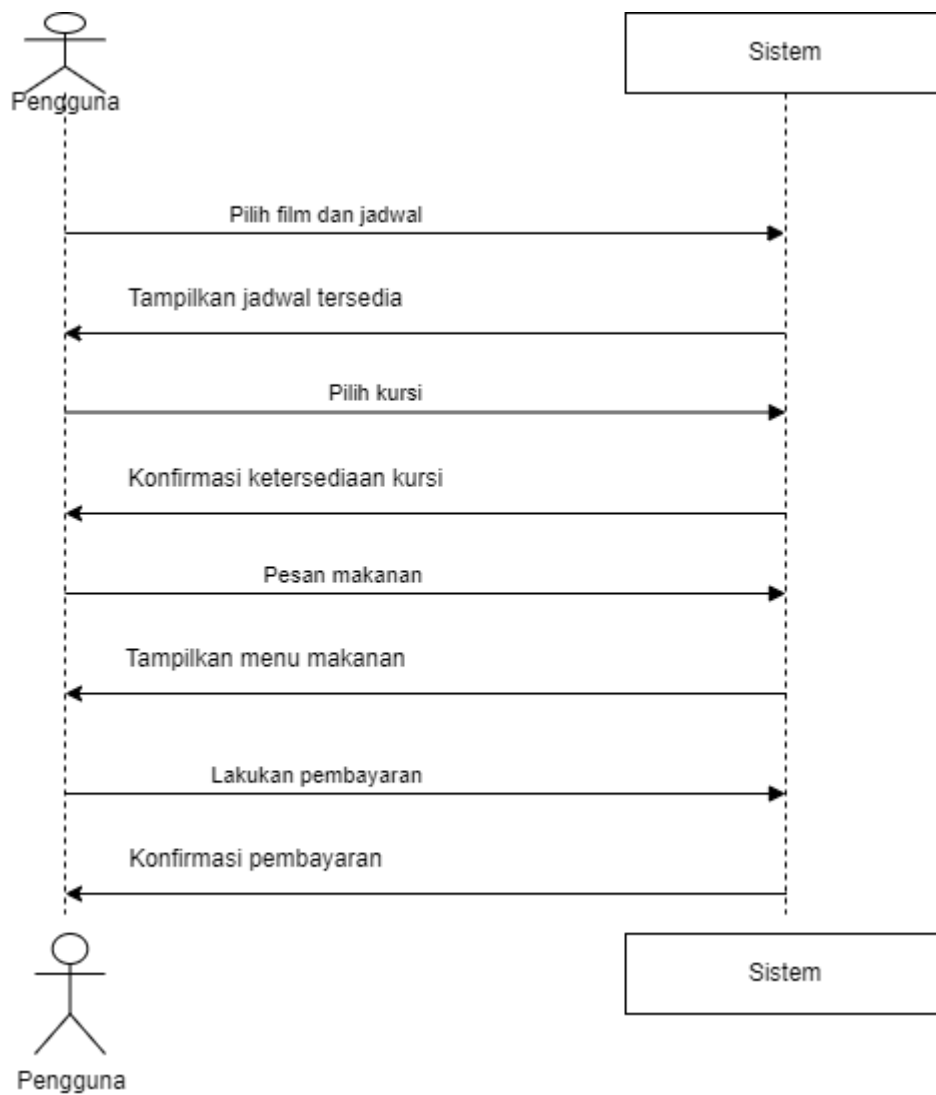 Pengguna
Sistem
Pilih film dan jadwal
Tampilkan jadwal tersedia
Pilih kursi
Konfirmasi ketersediaan kursi
Pesan makanan
Tampilkan menu makanan
Lakukan pembayaran
Konfirmasi pembayaran
Sistem
Pengguna